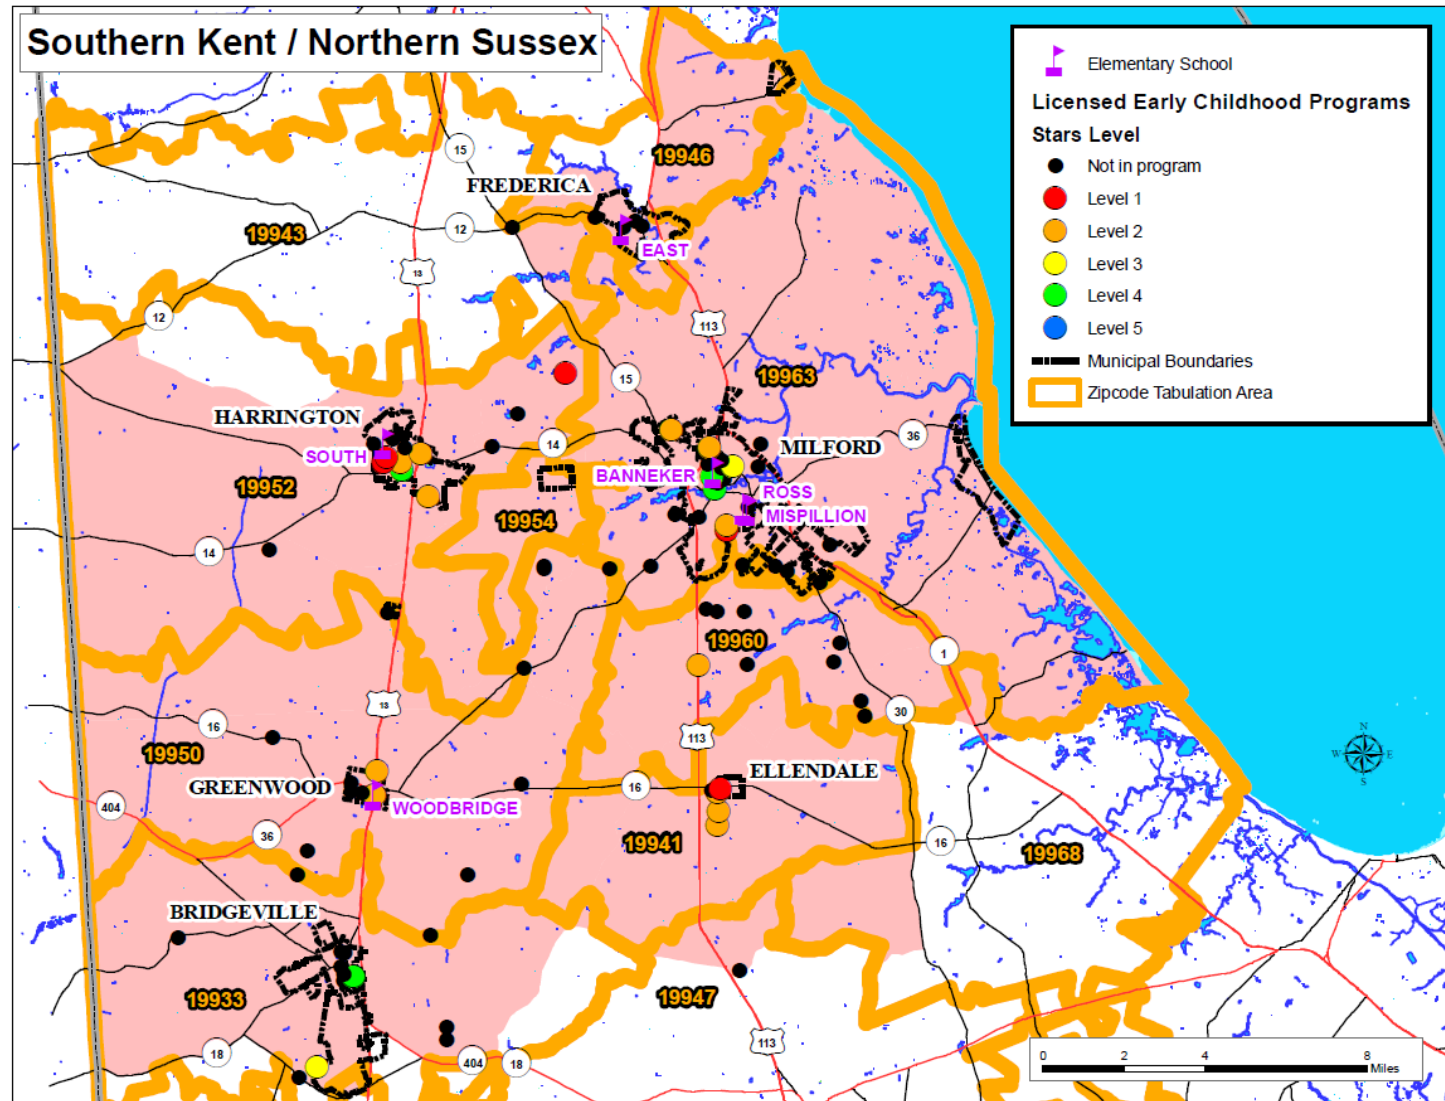 Southern Kent / Northern Sussex
Elementary School
Licensed Early Childhood Programs
Stars Level
Not in program
Level 1
Level 2
Level 3
Level 4
Level 5
Municipal Boundaries
Zipcode Tabulation Area
15
19946
FREDERICA
12
19943
EAST
13
12
113
15
19963
HARRINGTON
36
14
MILFORD
SOUTH
BANNEKER
19952
ROSS
19954
MISPILLION
14
19960
1
13
30
16
113
19950
N
W
E
S
ELLENDALE
GREENWOOD
16
404
WOODBRIDGE
36
19941
16
19968
BRIDGEVILLE
19933
19947
113
18
404
18
0
2
4
8
Miles